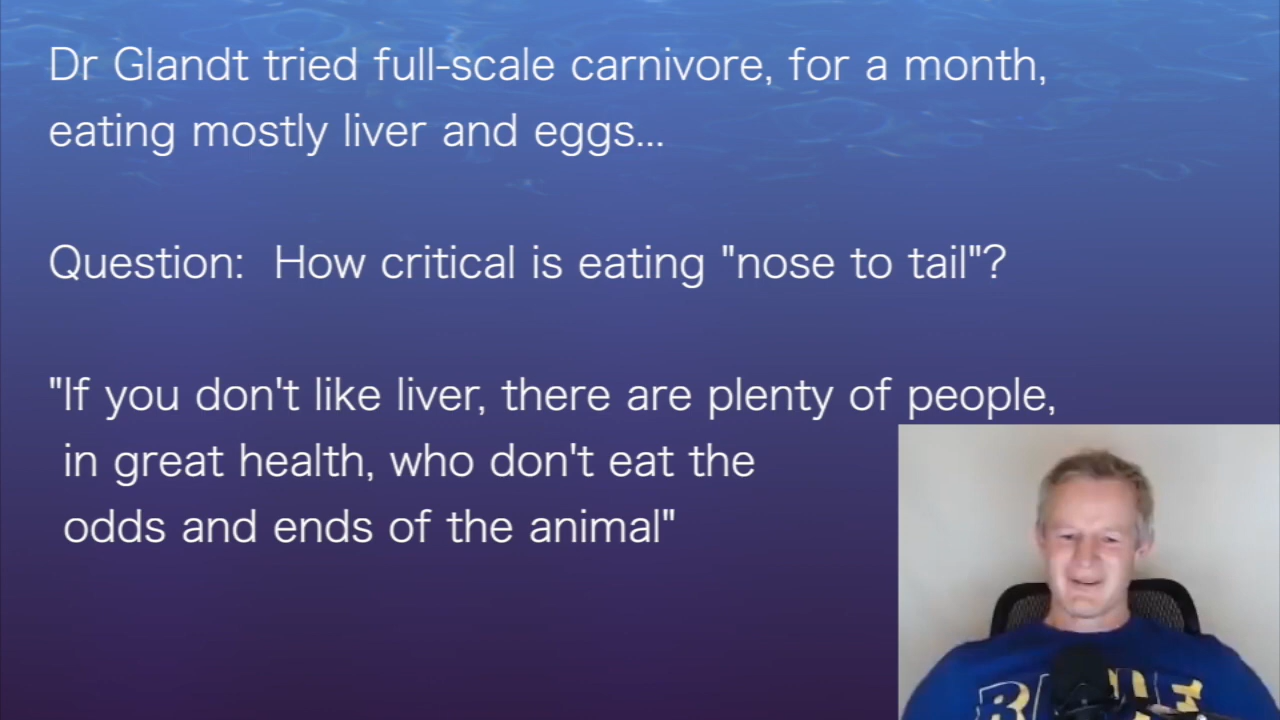 Dr Glandt tried full-scale carnivore, for a month,
eating mostly liver and eggs...
Question:  How critical is eating "nose to tail"?
"If you don't like liver, there are plenty of people,
in great health, who don't eat the
odds and ends of the animal"